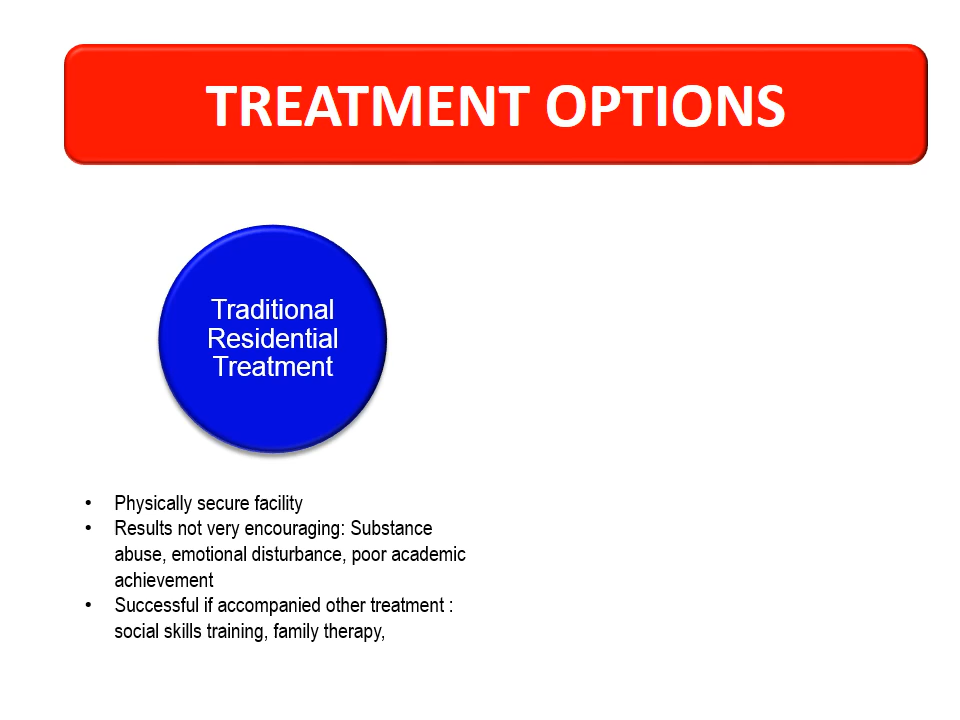 TREATMENT OPTIONS
Traditional
Residential
Treatment
• Physically secure facility
• Results not very encouraging: Substance
abuse, emotional disturbance, poor academic
achievement
• Successful if accompanied other treatment :
social skills training, family therapy,